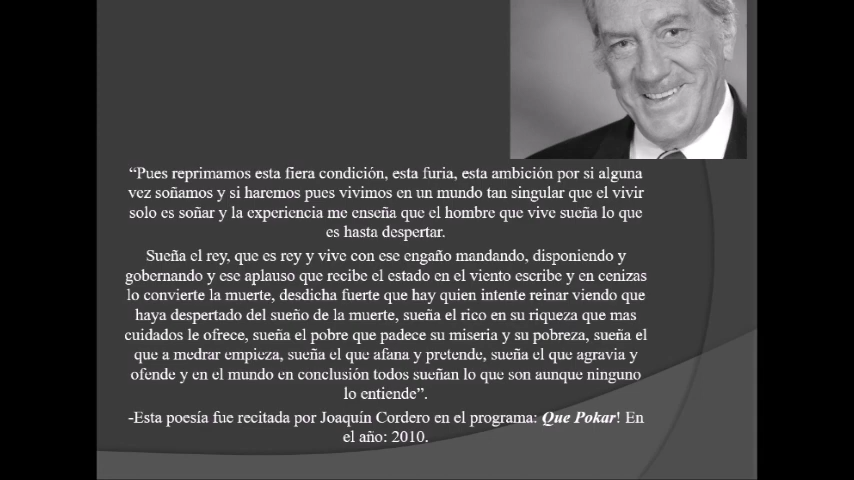 “Pues reprimamos esta fiera condición, esta furia, esta ambición por si alguna
vez soñamos y si haremos pues vivimos en un mundo tan singular que el vivir
solo es soñar y la experiencia me enseña que el hombre que vive sueña lo que
es hasta despertar.
Sueña el rey, que es rey y vive con ese engaño mandando, disponiendo y
gobernando y ese aplauso que recibe el estado en el viento escribe y en cenizas
lo convierte la muerte, desdicha fuerte que hay quien intente reinar viendo que
haya despertado del sueño de la muerte, sueña el rico en su riqueza que mas
cuidados le ofrece, sueña el pobre que padece su miseria y su pobreza, sueña el
que a medrar empieza, sueña el que afana y pretende, sueña el que agravia y
ofende y en el mundo en conclusión todos sueñan lo que son aunque ninguno
lo entiende”.
-Esta poesía fue recitada por Joaquín Cordero en el programa: Que Pokar! En
el año: 2010.